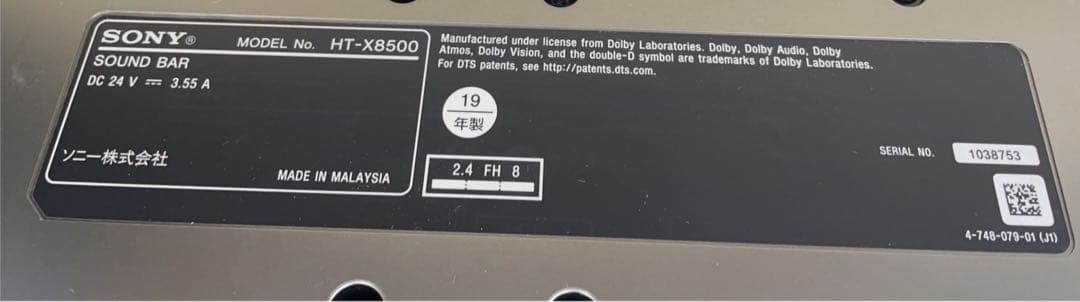 SONY®
MODEL No. HT-X8500
SOUND BAR
DC 24 V ⎓ 3.55 A
ソニー株式会社
MADE IN MALAYSIA
Manufactured under license from Dolby Laboratories. Dolby, Dolby Audio, Dolby
Atmos, Dolby Vision, and the double-D symbol are trademarks of Dolby Laboratories.
For DTS patents, see http://patents.dts.com.
19
年製
2.4 FH 8
SERIAL NO. 1038753
4-748-079-01 (J1)